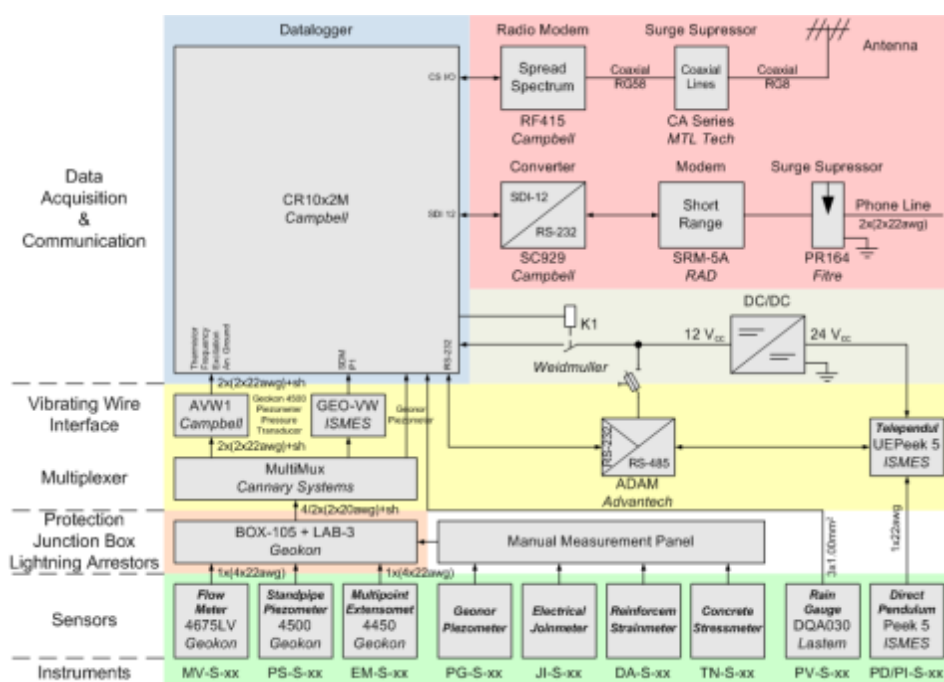 Datalogger
Radio Modem
Surge Supressor
Antenna
CS I/O
Spread
Spectrum
Coaxial
RG58
Coaxial
Lines
Coaxial
RG8
RF415
Campbell
CA Series
MTL Tech
Data
Acquisition
&
Communication
CR10x2M
Campbell
Converter
Modem
Surge Supressor
SDI-12
SDI-12
RS-232
Short
Range
Phone Line
2x(2x22awg)
SC929
Campbell
SRM-5A
RAD
PR164
Fitre
DC/DC
K1
12 Vcc
24 Vcc
Weidmuller
Thermistor
Frequency
Excitation
An. Ground
SDM
P1
RS-232
2x(2x22awg)+sh
Vibrating Wire
Interface
AVW1
Campbell
Geokon 4500
Piezometer
Pressure
Transducer
GEO-VW
ISMES
Geonor
Piezometer
RS-232
RS-485
Telependul
UEPeek 5
ISMES
2x(2x22awg)+sh
Multiplexer
MultiMux
Cannary Systems
ADAM
Advantech
4/2x(2x20awg)+sh
Protection
Junction Box
Lightning Arrestors
BOX-105 + LAB-3
Geokon
Manual Measurement Panel
3x1.00mm²
1x22awg
1x(4x22awg)
1x(4x22awg)
Sensors
Flow
Meter
4675LV
Geokon
Standpipe
Piezometer
4500
Geokon
Multipoint
Extensomet
4450
Geokon
Geonor
Piezometer
Electrical
Joinmeter
Reinforcem
Strainmeter
Concrete
Stressmeter
Rain
Gauge
DQA030
Lastem
Direct
Pendulum
Peek 5
ISMES
Instruments
MV-S-xx
PS-S-xx
EM-S-xx
PG-S-xx
JI-S-xx
DA-S-xx
TN-S-xx
PV-S-xx
PD/PI-S-xx